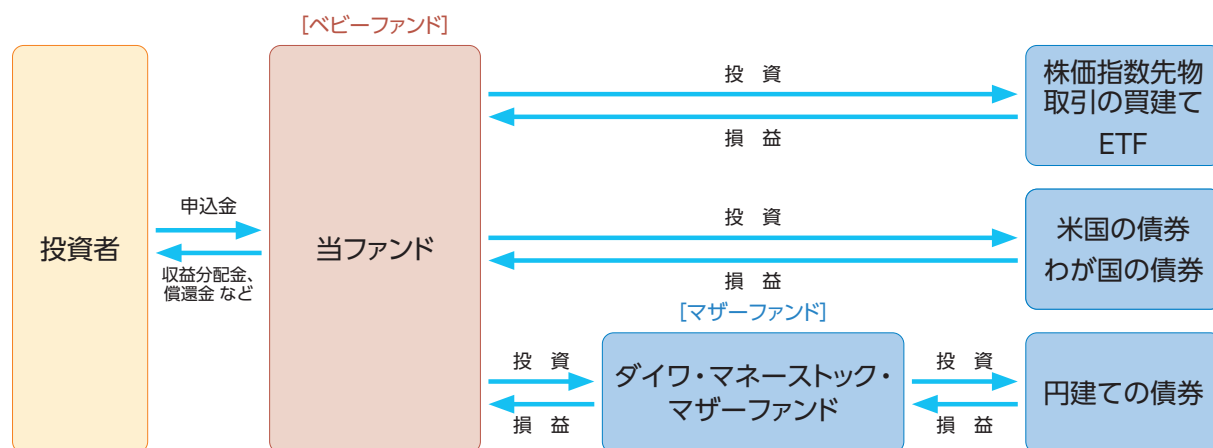 [ベビーファンド]
投資者
申込金
収益分配金、
償還金 など
当ファンド
投 資
損 益
株価指数先物
取引の買建て
ETF
投 資
損 益
米国の債券
わが国の債券
[マザーファンド]
投 資
損 益
ダイワ・マネーストック・
マザーファンド
投 資
損 益
円建ての債券